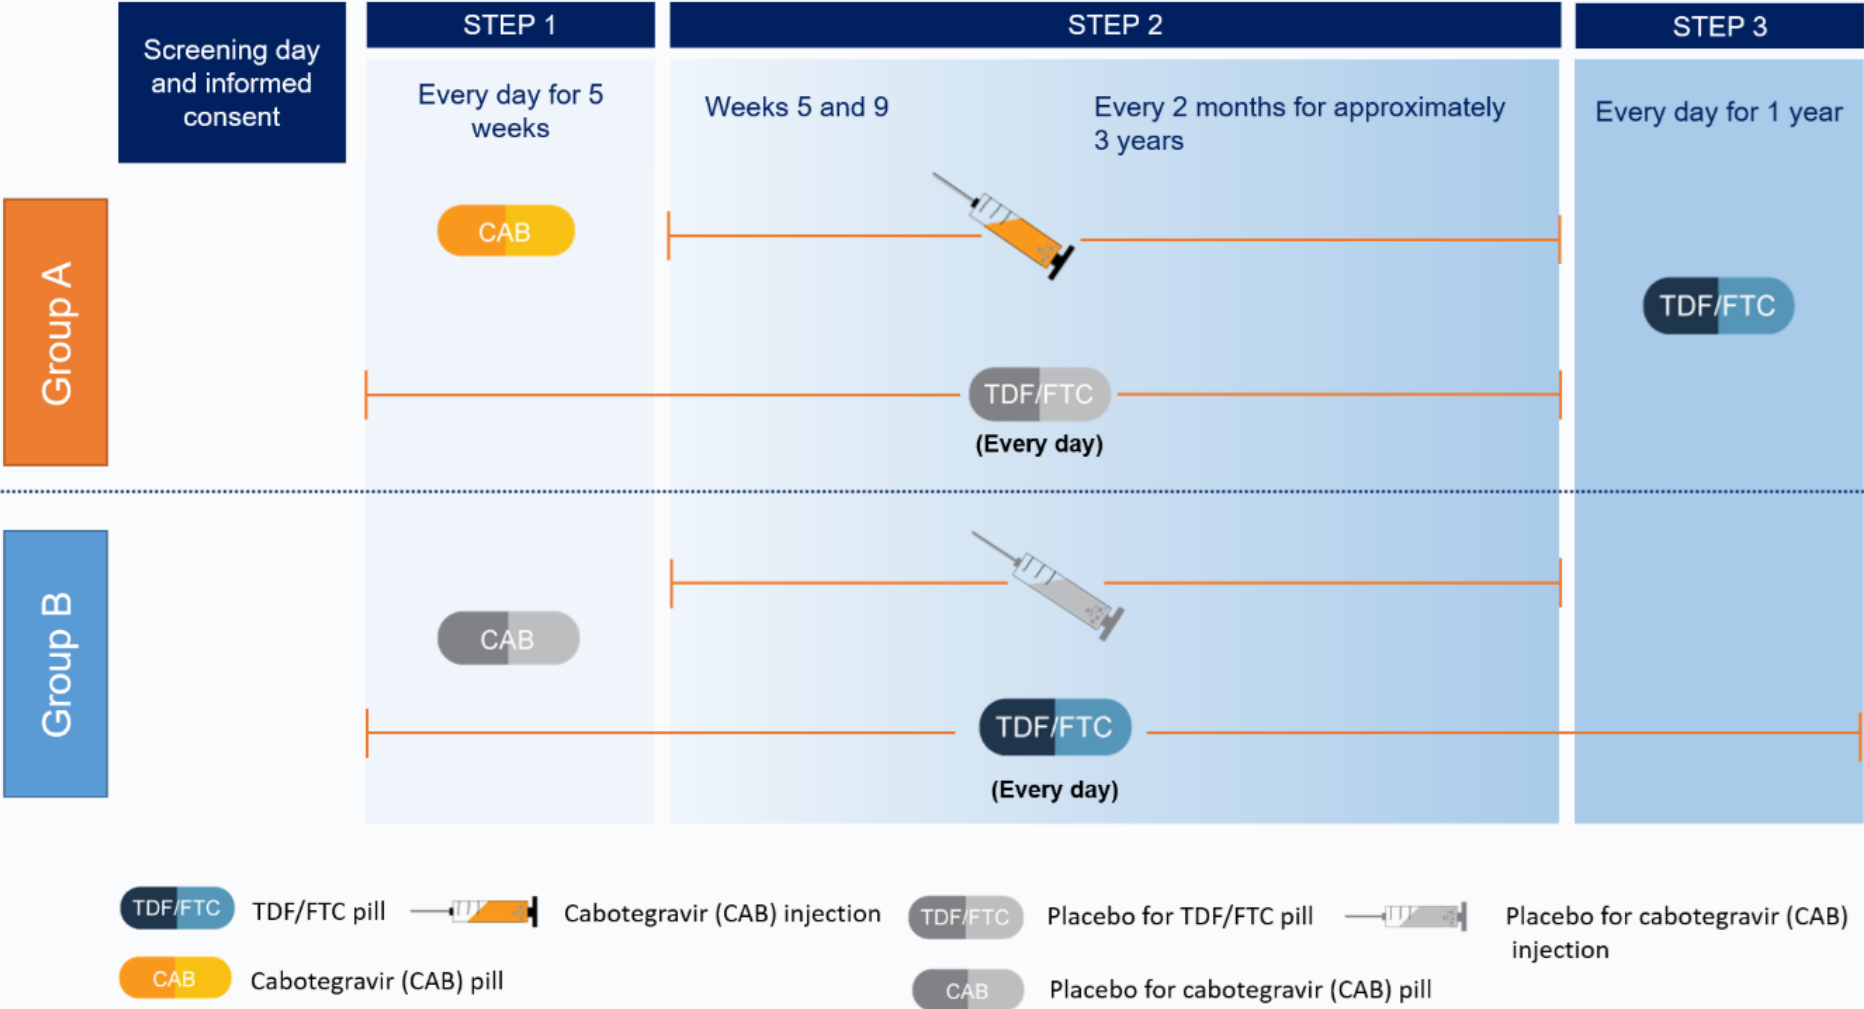 Screening day
and informed
consent
STEP 1
STEP 2
STEP 3
Every day for 5
weeks
Weeks 5 and 9
Every 2 months for approximately
3 years
Every day for 1 year
Group A
CAB
TDF/FTC
TDF/FTC
(Every day)
Group B
CAB
TDF/FTC
(Every day)
TDF/FTC
TDF/FTC pill
Cabotegravir (CAB) injection
TDF/FTC
Placebo for TDF/FTC pill
Placebo for cabotegravir (CAB)
injection
CAB
Cabotegravir (CAB) pill
CAB
Placebo for cabotegravir (CAB) pill